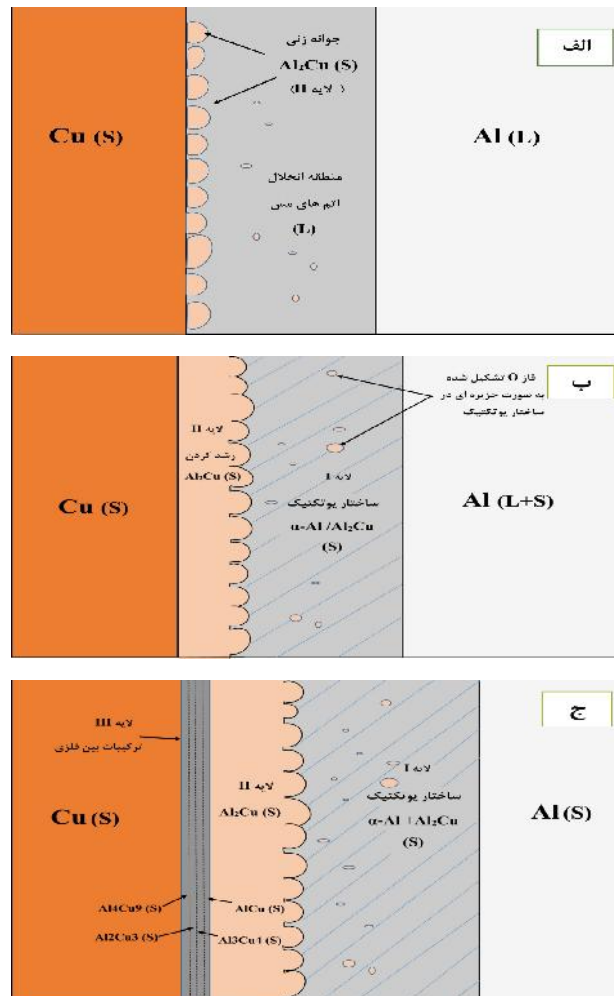 الف
جوانه زنی
Al₂Cu (S)
( لایه II)
Cu (S)
Al (L)
منطقه انحلال
اتم های مس
(L)
ب
فاز Θ تشکیل شده
به صورت جزیره ای در
ساختار یوتکتیک
لایه II
رشد کردن
Al₂Cu (S)
لایه I
ساختار یوتکتیک
α-Al /Al₂Cu
(S)
Cu (S)
Al (L+S)
ج
لایه III
ترکیبات بین فلزی
لایه I
ساختار یوتکتیک
α-Al +Al₂Cu
(S)
لایه II
Al₂Cu (S)
Cu (S)
Al (S)
Al4Cu9 (S)
AlCu (S)
Al2Cu3 (S)
Al3Cu4 (S)